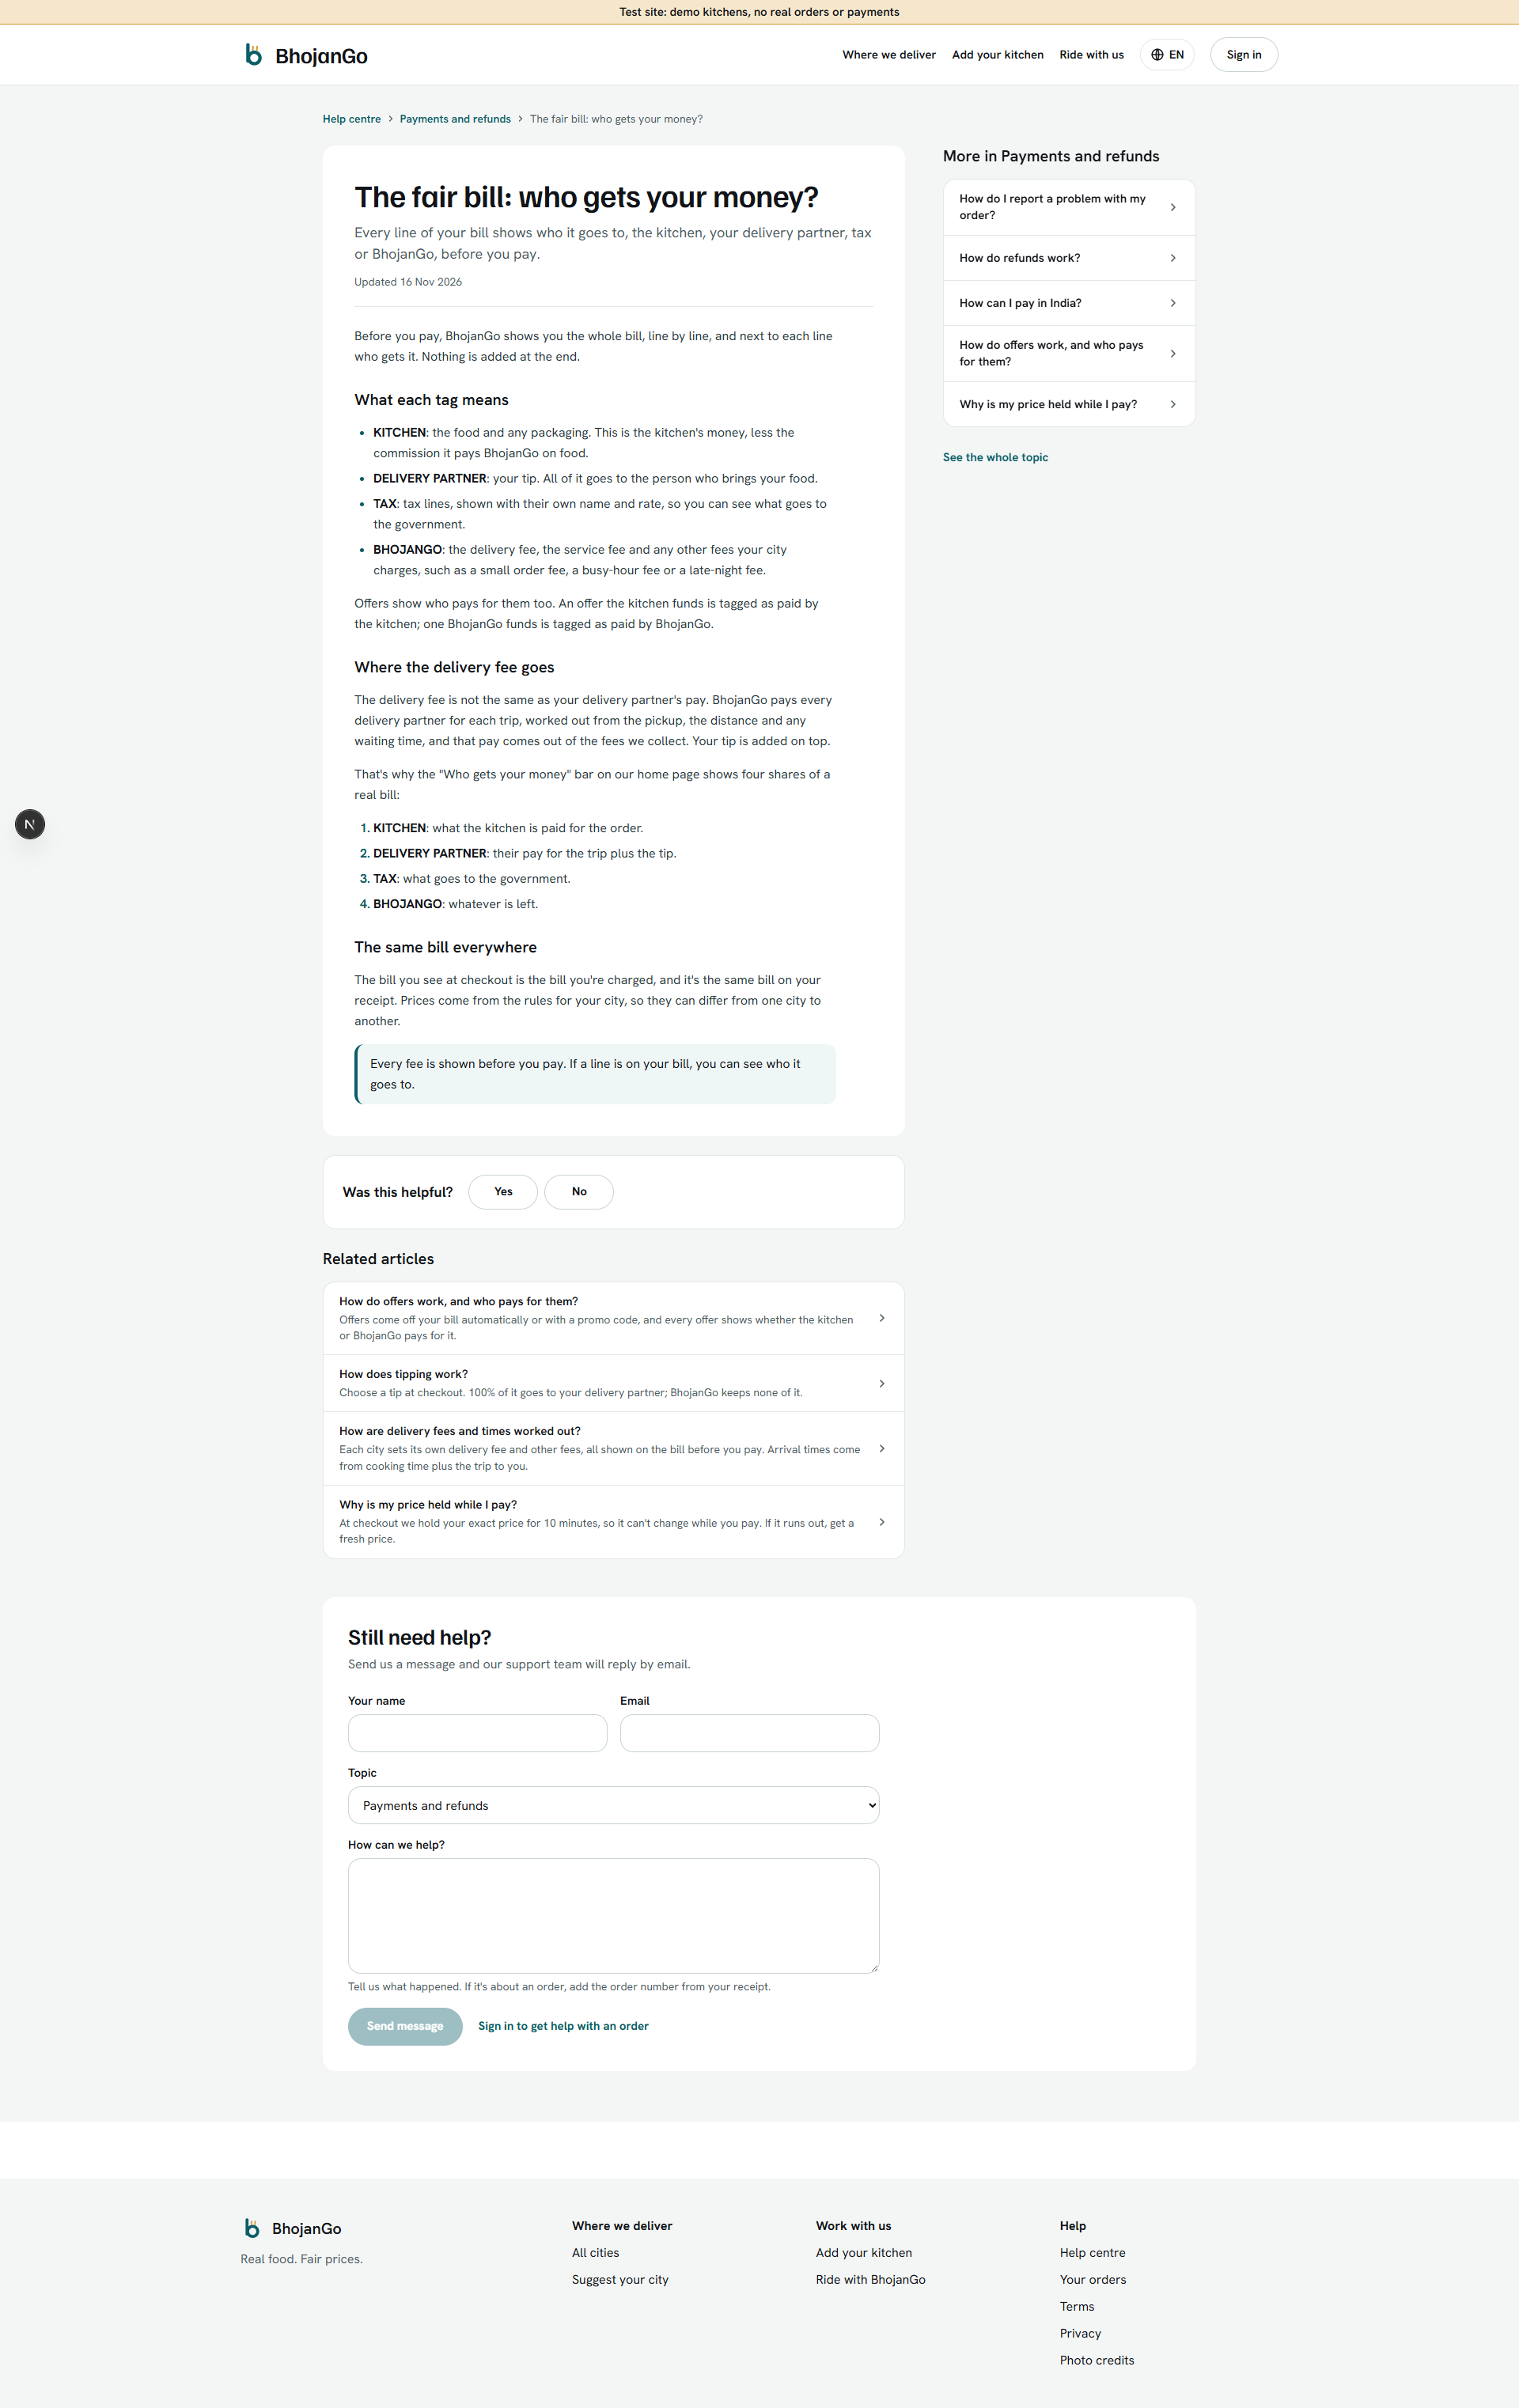 Test site: demo kitchens, no real orders or payments
BhojanGo
Where we deliver
Add your kitchen
Ride with us
EN
Sign in
Help centre > Payments and refunds > The fair bill: who gets your money?
The fair bill: who gets your money?
Every line of your bill shows who it goes to, the kitchen, your delivery partner, tax
or BhojanGo, before you pay.
Updated 16 Nov 2026
Before you pay, BhojanGo shows you the whole bill, line by line, and next to each line
who gets it. Nothing is added at the end.
What each tag means
• KITCHEN: the food and any packaging. This is the kitchen's money, less the
commission it pays BhojanGo on food.
• DELIVERY PARTNER: your tip. All of it goes to the person who brings your food.
• TAX: tax lines, shown with their own name and rate, so you can see what goes to
the government.
• BHOJANGO: the delivery fee, the service fee and any other fees your city
charges, such as a small order fee, a busy-hour fee or a late-night fee.
Offers show who pays for them too. An offer the kitchen funds is tagged as paid by
the kitchen; one BhojanGo funds is tagged as paid by BhojanGo.
Where the delivery fee goes
The delivery fee is not the same as your delivery partner's pay. BhojanGo pays every
delivery partner for each trip, worked out from the pickup, the distance and any
waiting time, and that pay comes out of the fees we collect. Your tip is added on top.
That's why the "Who gets your money" bar on our home page shows four shares of a
real bill:
1. KITCHEN: what the kitchen is paid for the order.
2. DELIVERY PARTNER: their pay for the trip plus the tip.
3. TAX: what goes to the government.
4. BHOJANGO: whatever is left.
The same bill everywhere
The bill you see at checkout is the bill you're charged, and it's the same bill on your
receipt. Prices come from the rules for your city, so they can differ from one city to
another.
Every fee is shown before you pay. If a line is on your bill, you can see who it
goes to.
More in Payments and refunds
How do I report a problem with my
order?
How do refunds work?
How can I pay in India?
How do offers work, and who pays
for them?
Why is my price held while I pay?
See the whole topic
N
Was this helpful?
Yes
No
Related articles
How do offers work, and who pays for them?
Offers come off your bill automatically or with a promo code, and every offer shows whether the kitchen
or BhojanGo pays for it.
How does tipping work?
Choose a tip at checkout. 100% of it goes to your delivery partner; BhojanGo keeps none of it.
How are delivery fees and times worked out?
Each city sets its own delivery fee and other fees, all shown on the bill before you pay. Arrival times come
from cooking time plus the trip to you.
Why is my price held while I pay?
At checkout we hold your exact price for 10 minutes, so it can't change while you pay. If it runs out, get a
fresh price.
Still need help?
Send us a message and our support team will reply by email.
Your name
Email
Topic
Payments and refunds
How can we help?
Tell us what happened. If it's about an order, add the order number from your receipt.
Send message
Sign in to get help with an order
BhojanGo
Real food. Fair prices.
Where we deliver
All cities
Suggest your city
Work with us
Add your kitchen
Ride with BhojanGo
Help
Help centre
Your orders
Terms
Privacy
Photo credits